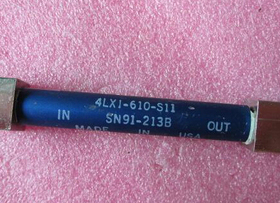 4LX1-610-S11
IN SN91-213B OUT
MADE IN USA